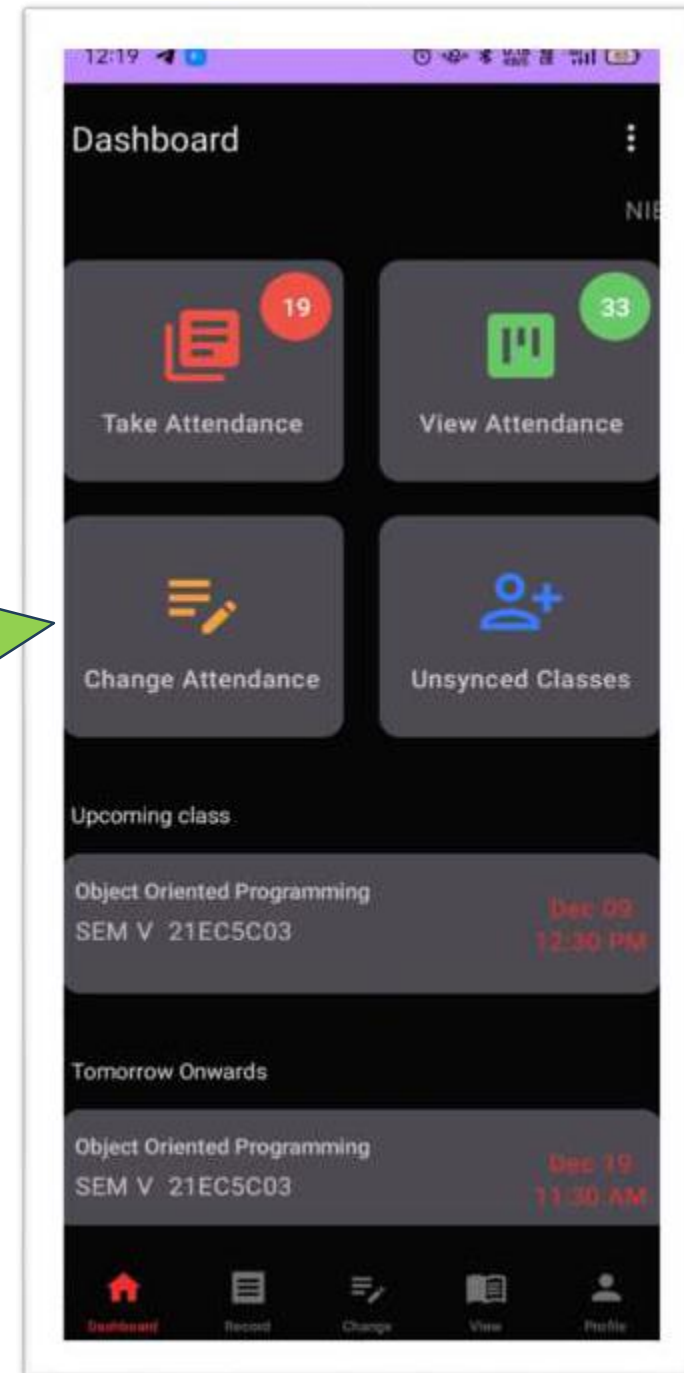 12:19
Dashboard
NIE
19
33
Take Attendance
View Attendance
Change Attendance
Unsynced Classes
Upcoming class
Object Oriented Programming
Dec 09
SEM V 21EC5C03
12:30 PM
Tomorrow Onwards
Object Oriented Programming
Dec 19
SEM V 21EC5C03
11:30 AM
Dashboard
Record
Change
View
Profile